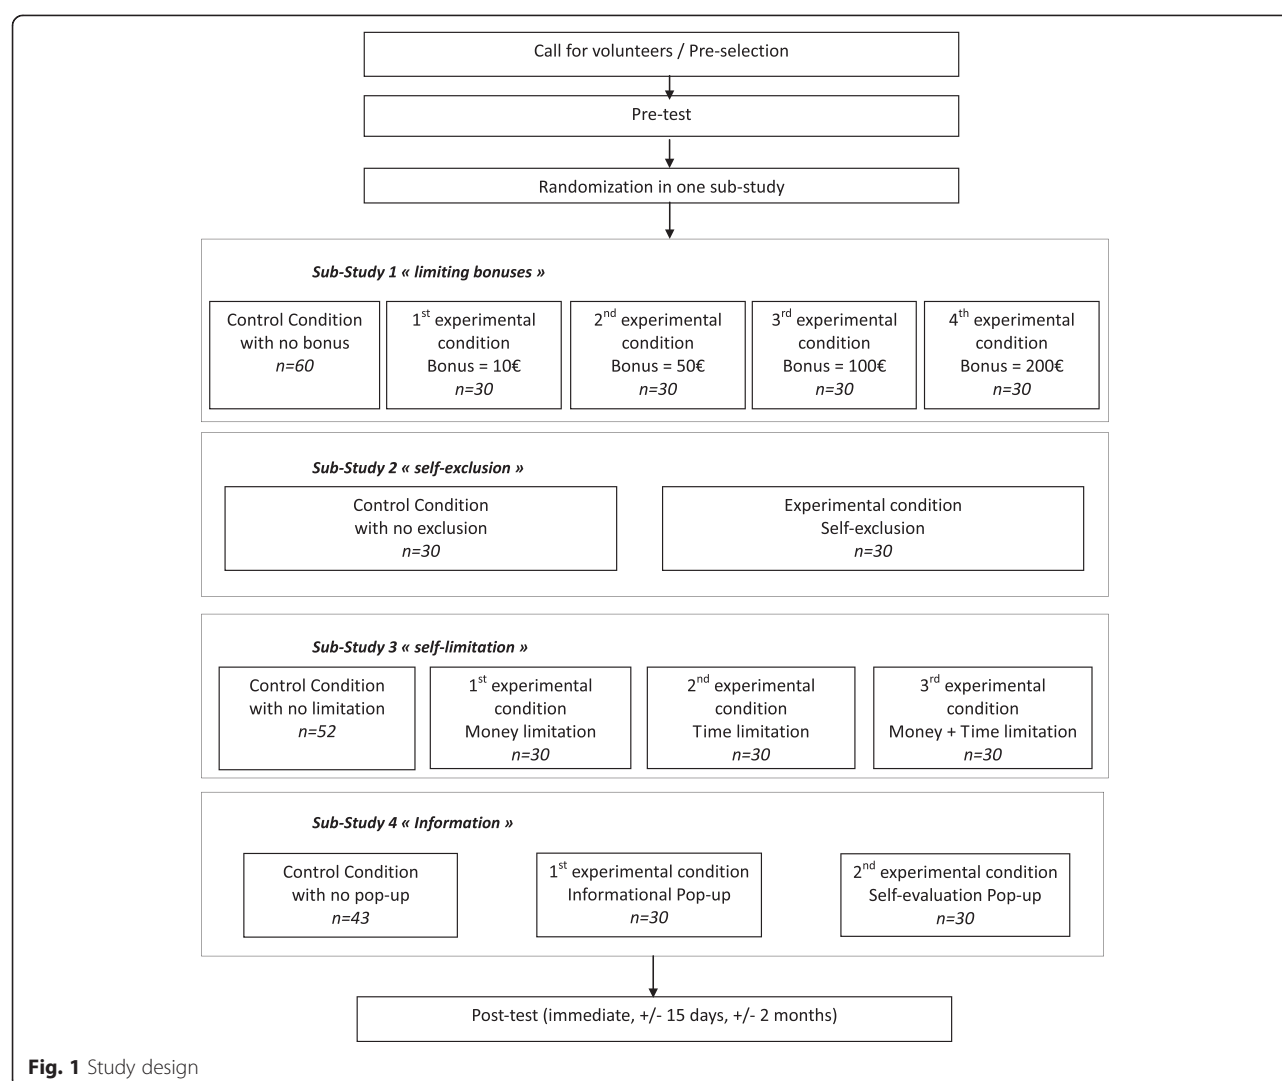 Call for volunteers / Pre-selection
Pre-test
Randomization in one sub-study
Sub-Study 1 « limiting bonuses »
Control Condition
with no bonus
n=60
1st experimental
condition
Bonus = 10€
n=30
2nd experimental
condition
Bonus = 50€
n=30
3rd experimental
condition
Bonus = 100€
n=30
4th experimental
condition
Bonus = 200€
n=30
Sub-Study 2 « self-exclusion »
Control Condition
with no exclusion
n=30
Experimental condition
Self-exclusion
n=30
Sub-Study 3 « self-limitation »
Control Condition
with no limitation
n=52
1st experimental
condition
Money limitation
n=30
2nd experimental
condition
Time limitation
n=30
3rd experimental
condition
Money + Time limitation
n=30
Sub-Study 4 « Information »
Control Condition
with no pop-up
n=43
1st experimental condition
Informational Pop-up
n=30
2nd experimental condition
Self-evaluation Pop-up
n=30
Post-test (immediate, +/- 15 days, +/- 2 months)
Fig. 1 Study design